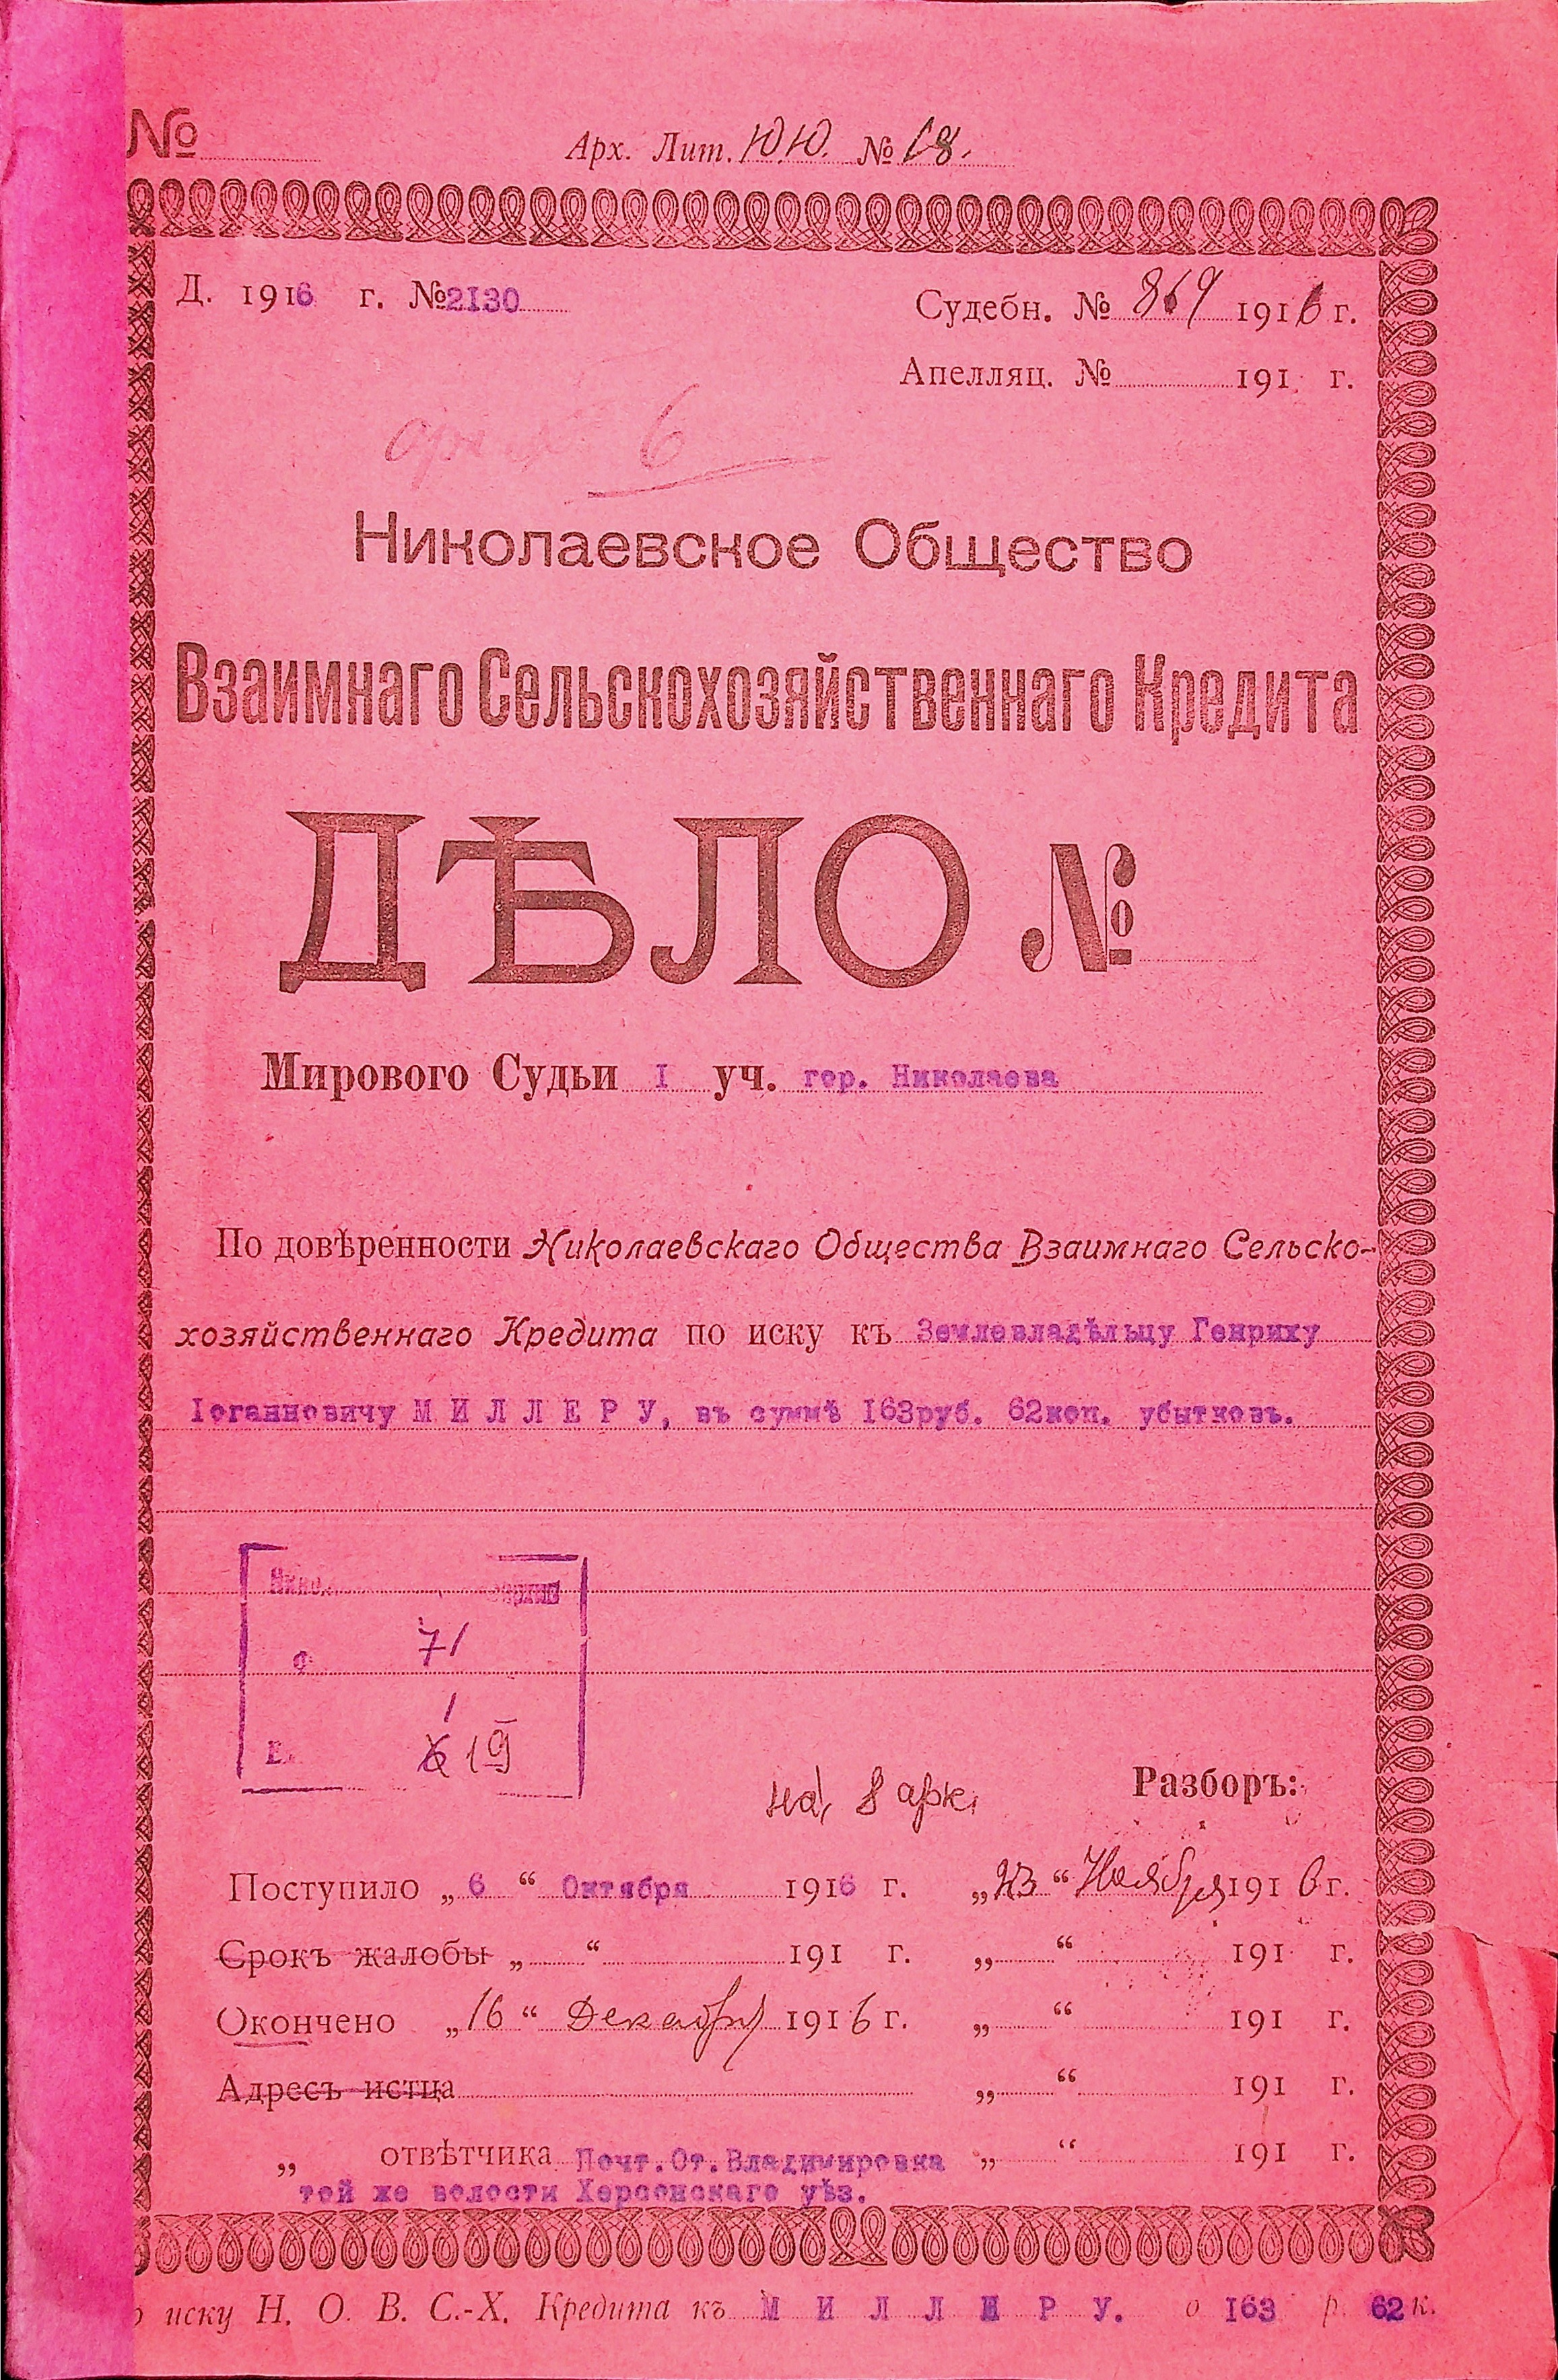 № Арх. Лит. Ю.Ю. № 18.
Д. 1916 г. №2130
Судебн. № 869 1916 г.
Апелляц. № 191 г.
6
Николаевское Общество
Взаимнаго Сельскохозяйственнаго Кредита
ДѢЛО №
Мирового Судьи I уч. гор. Николаева
По довѣренности Николаевскаго Общества Взаимнаго Сельско-
хозяйственнаго Кредита по иску къ Землевладѣльцу Генриху
Іоганновичу МИЛЛЕРУ, въ суммѣ 163руб. 62коп. убытковъ.
71
1
19
на 8 арк.
Разборъ:
Поступило „6“ Октября 1916 г. „23“ Ноября 1916 г.
Срокъ жалобы „ “ 191 г. „ “ 191 г.
Окончено „16“ Декабря 1916 г. „ “ 191 г.
Адресъ истца „ “ 191 г.
„ отвѣтчика Почт.От.Владимировка „ “ 191 г.
той же волости Херсонскаго уѣз.
иску Н. О. В. С.-Х. Кредита къ МИЛЛЕРУ. о 163 р. 62 к.